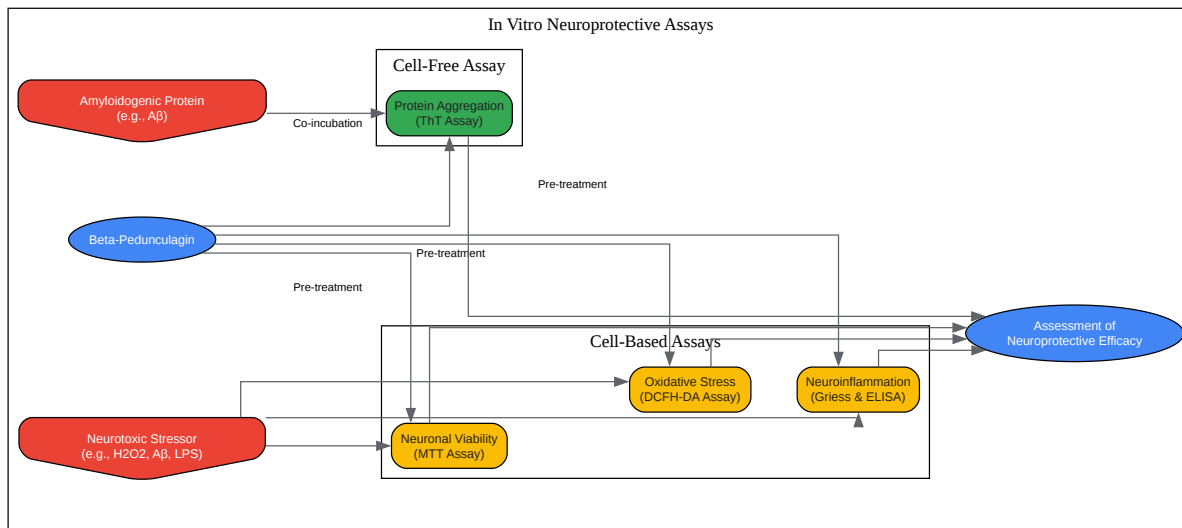 In Vitro Neuroprotective Assays
Cell-Free Assay
Amyloidogenic Protein
(e.g., Aβ)
Co-incubation
Protein Aggregation
(ThT Assay)
Pre-treatment
Beta-Pedunculagin
Pre-treatment
Pre-treatment
Cell-Based Assays
Assessment of
Neuroprotective Efficacy
Oxidative Stress
(DCFH-DA Assay)
Neuroinflammation
(Griess & ELISA)
Neurotoxic Stressor
(e.g., H2O2, Aβ, LPS)
Neuronal Viability
(MTT Assay)